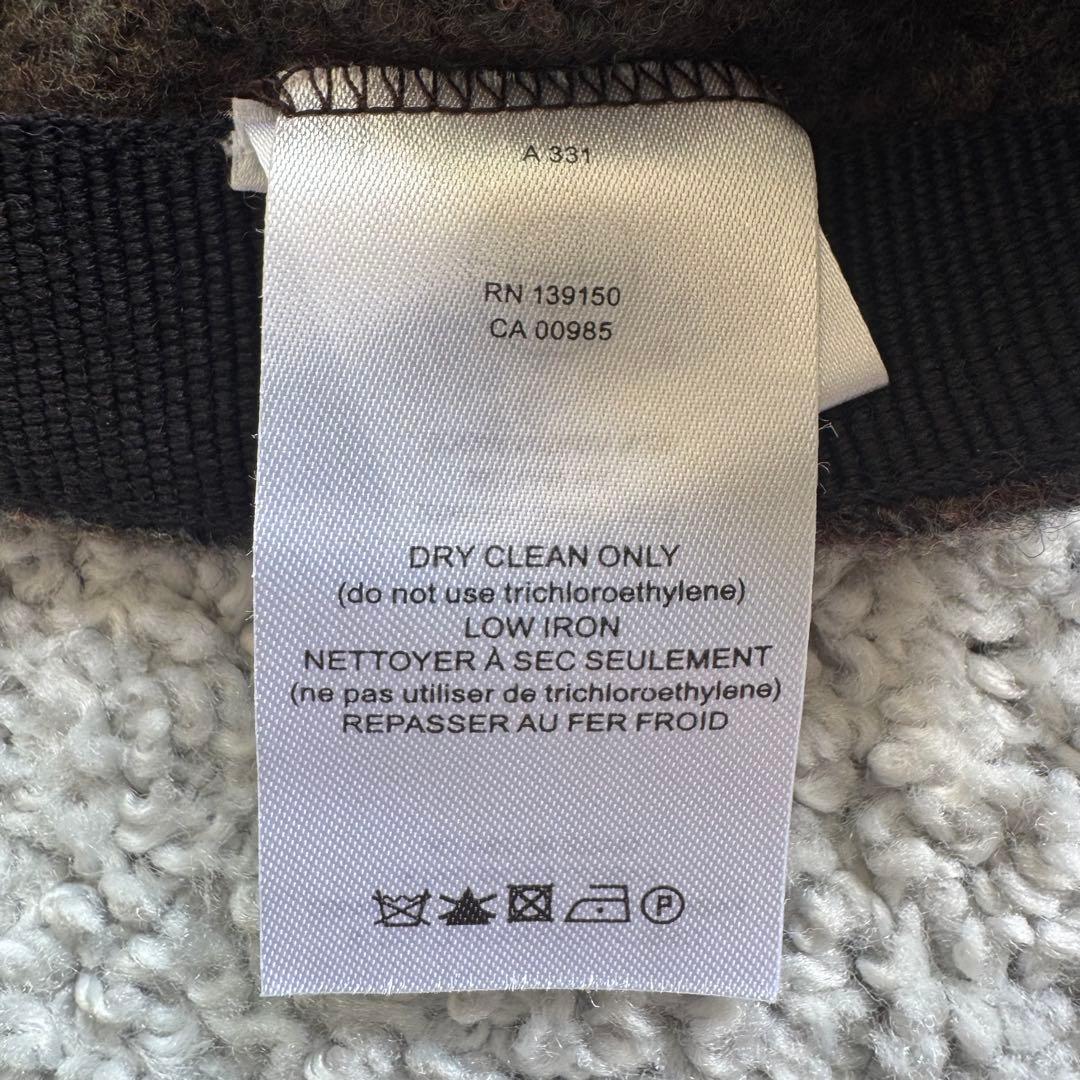 A 331
RN 139150
CA 00985
DRY CLEAN ONLY
(do not use trichloroethylene)
LOW IRON
NETTOYER À SEC SEULEMENT
(ne pas utiliser de trichloroethylene)
REPASSER AU FER FROID
P